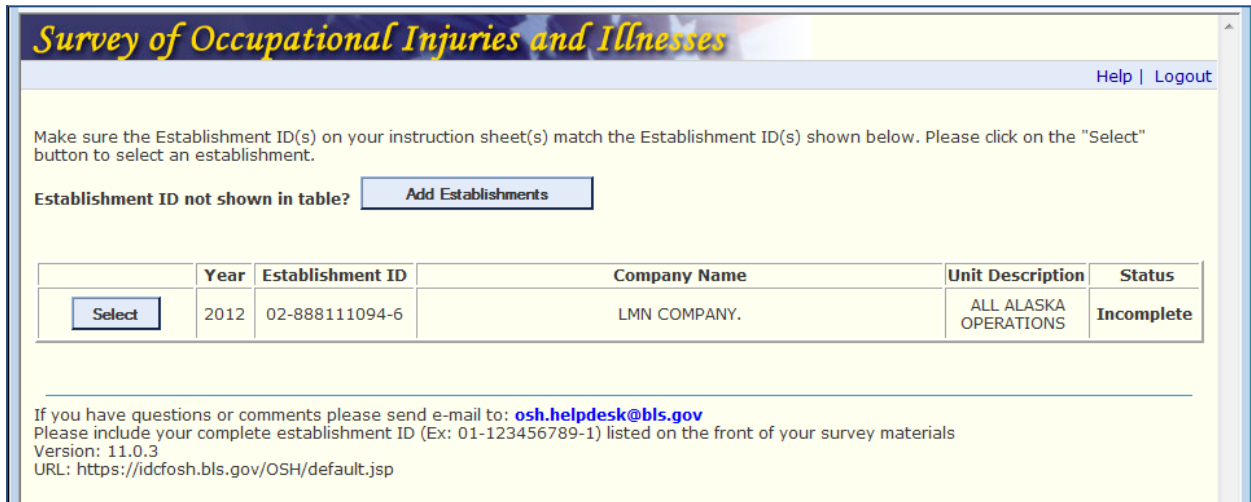 Survey of Occupational Injuries and Illnesses
Help | Logout
Make sure the Establishment ID(s) on your instruction sheet(s) match the Establishment ID(s) shown below. Please click on the "Select"
button to select an establishment.
Establishment ID not shown in table? Add Establishments
Year Establishment ID Company Name Unit Description Status
Select 2012 02-888111094-6 LMN COMPANY. ALL ALASKA OPERATIONS Incomplete
If you have questions or comments please send e-mail to: osh.helpdesk@bls.gov
Please include your complete establishment ID (Ex: 01-123456789-1) listed on the front of your survey materials
Version: 11.0.3
URL: https://idcfosh.bls.gov/OSH/default.jsp